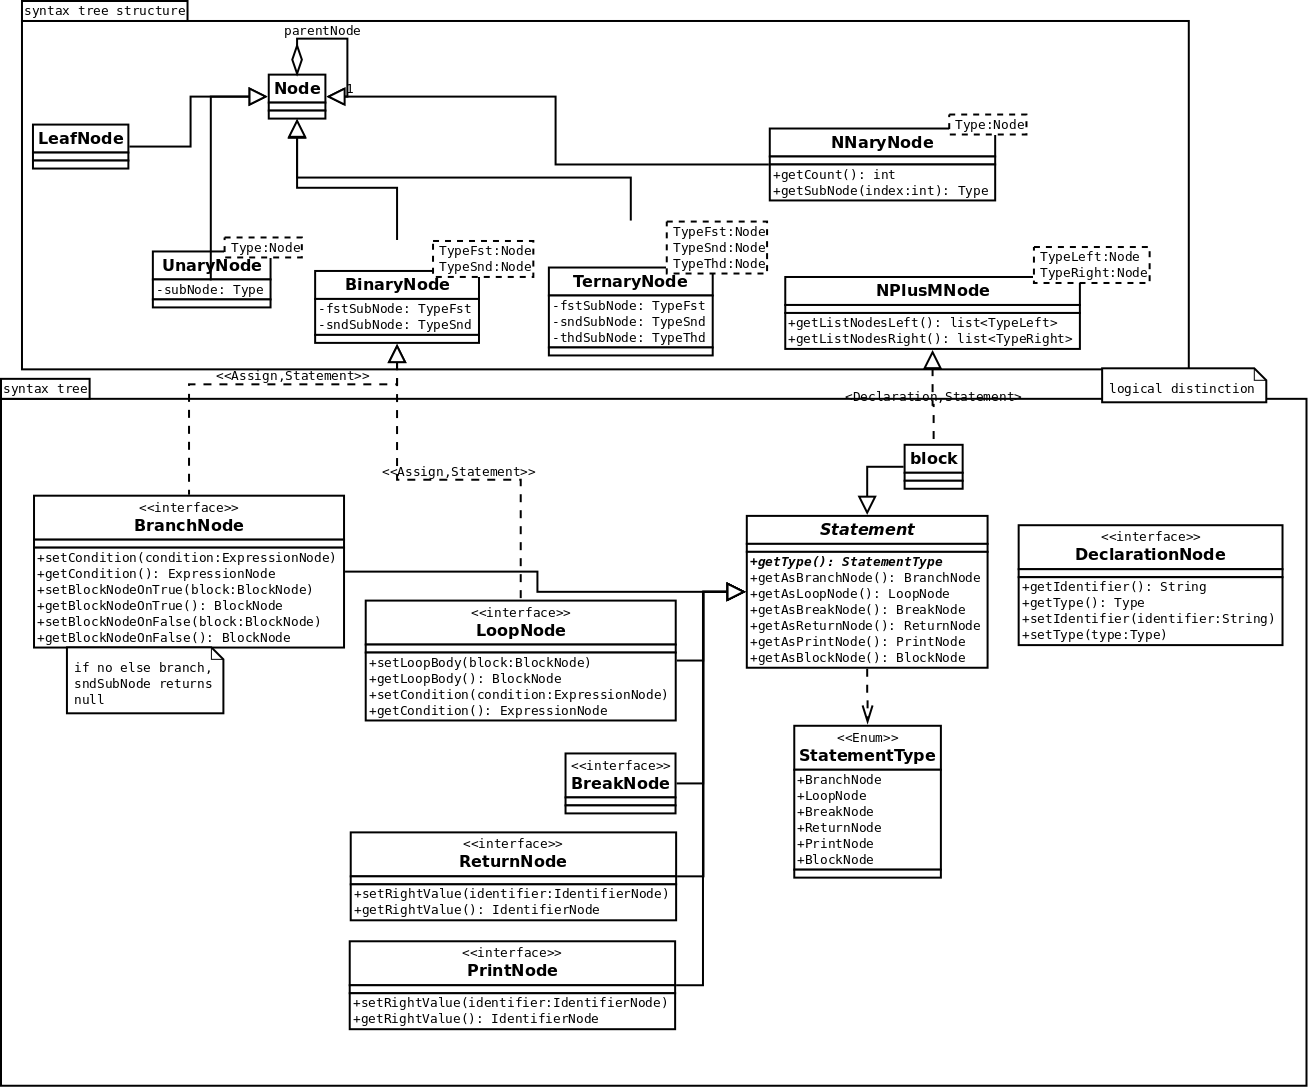 syntax tree structure
parentNode
Node
1
LeafNode
Type:Node
NNaryNode
+getCount(): int
+getSubNode(index:int): Type
Type:Node
UnaryNode
-subNode: Type
TypeFst:Node
TypeSnd:Node
BinaryNode
-fstSubNode: TypeFst
-sndSubNode: TypeSnd
TypeFst:Node
TypeSnd:Node
TypeThd:Node
TernaryNode
-fstSubNode: TypeFst
-sndSubNode: TypeSnd
-thdSubNode: TypeThd
TypeLeft:Node
TypeRight:Node
NPlusMNode
+getListNodesLeft(): list<TypeLeft>
+getListNodesRight(): list<TypeRight>
<<Assign,Statement>>
syntax tree
logical distinction
<Declaration,Statement>
block
<<Assign,Statement>>
<<interface>>
BranchNode
+setCondition(condition:ExpressionNode)
+getCondition(): ExpressionNode
+setBlockNodeOnTrue(block:BlockNode)
+getBlockNodeOnTrue(): BlockNode
+setBlockNodeOnFalse(block:BlockNode)
+getBlockNodeOnFalse(): BlockNode
if no else branch,
sndSubNode returns
null
Statement
+getType(): StatementType
+getAsBranchNode(): BranchNode
+getAsLoopNode(): LoopNode
+getAsBreakNode(): BreakNode
+getAsReturnNode(): ReturnNode
+getAsPrintNode(): PrintNode
+getAsBlockNode(): BlockNode
<<interface>>
DeclarationNode
+getIdentifier(): String
+getType(): Type
+setIdentifier(identifier:String)
+setType(type:Type)
<<interface>>
LoopNode
+setLoopBody(block:BlockNode)
+getLoopBody(): BlockNode
+setCondition(condition:ExpressionNode)
+getCondition(): ExpressionNode
<<Enum>>
StatementType
+BranchNode
+LoopNode
+BreakNode
+ReturnNode
+PrintNode
+BlockNode
<<interface>>
BreakNode
<<interface>>
ReturnNode
+setRightValue(identifier:IdentifierNode)
+getRightValue(): IdentifierNode
<<interface>>
PrintNode
+setRightValue(identifier:IdentifierNode)
+getRightValue(): IdentifierNode